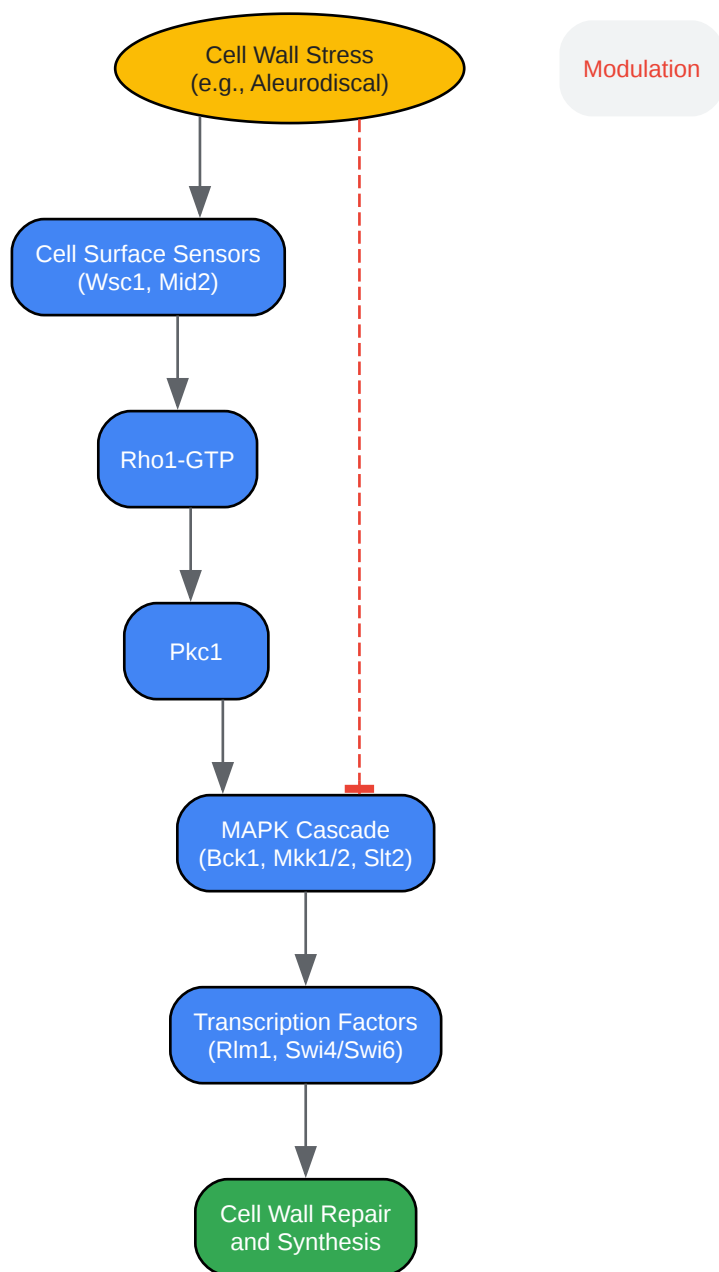 Cell Wall Stress
(e.g., Aleurodiscal)
Modulation
Cell Surface Sensors
(Wsc1, Mid2)
Rho1-GTP
Pkc1
MAPK Cascade
(Bck1, Mkk1/2, Slt2)
Transcription Factors
(Rlm1, Swi4/Swi6)
Cell Wall Repair
and Synthesis